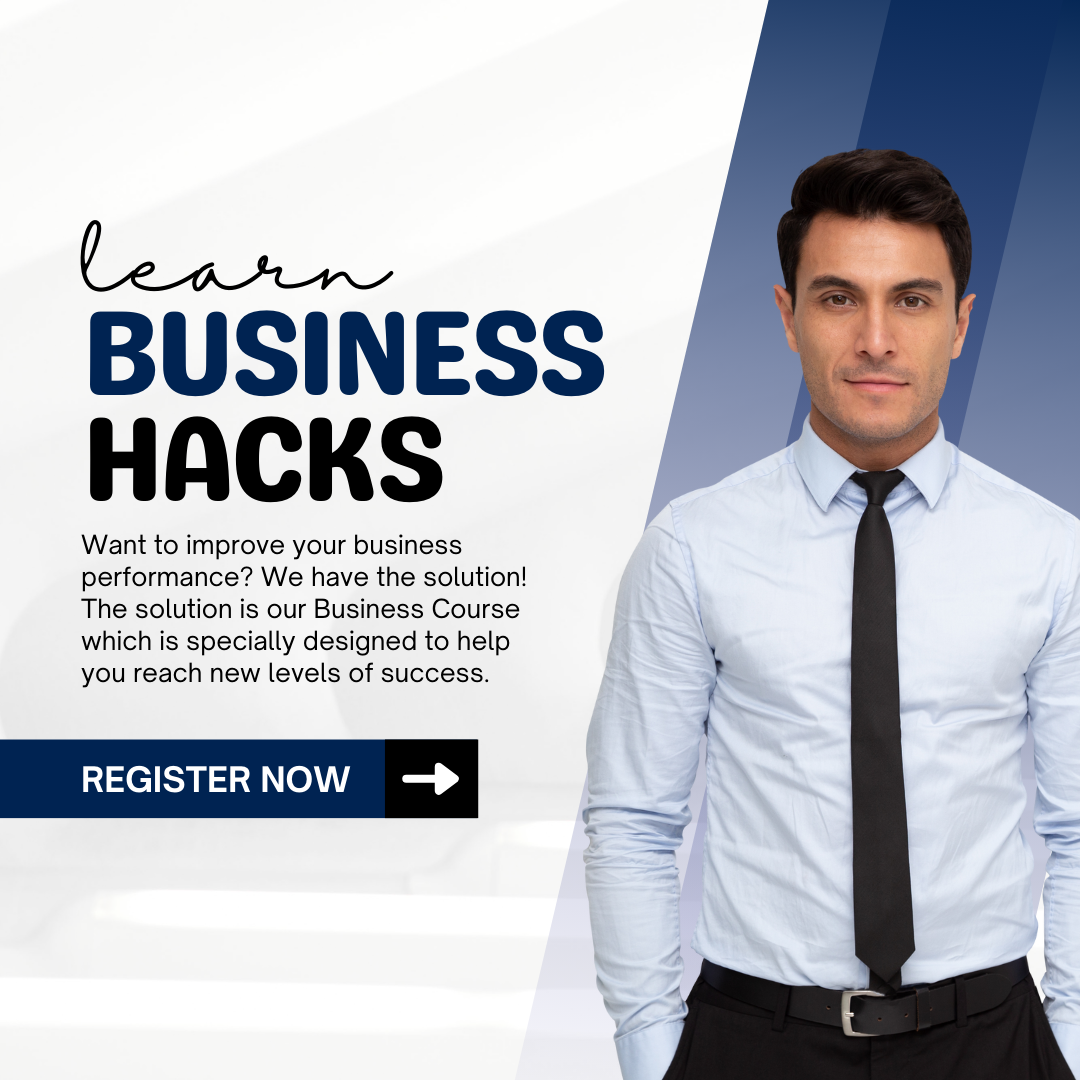 learn
BUSINESS
HACKS
Want to improve your business
performance? We have the solution!
The solution is our Business Course
which is specially designed to help
you reach new levels of success.
REGISTER NOW